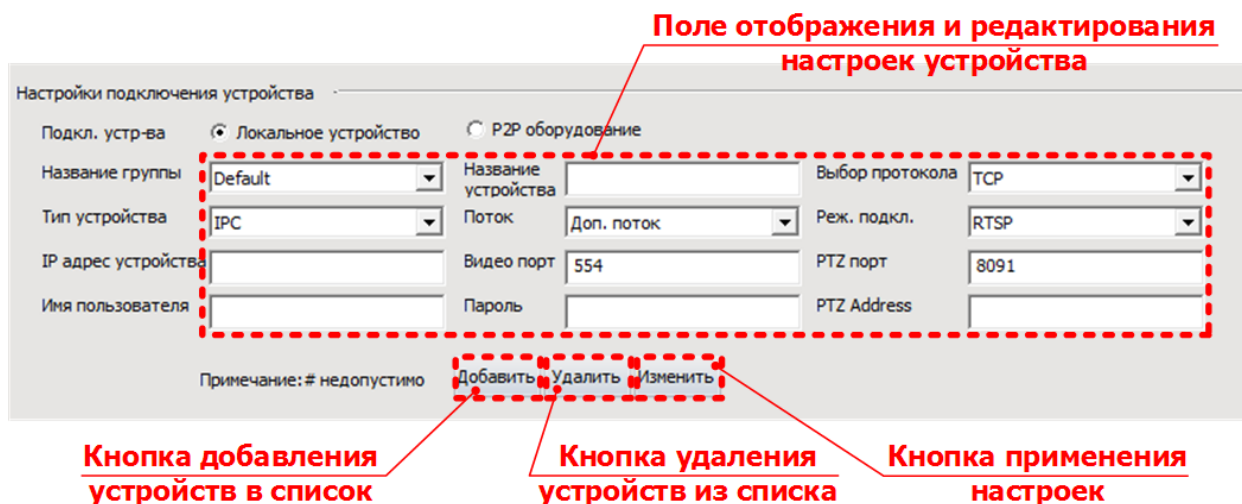 Поле отображения и редактирования
настроек устройства
Настройки подключения устройства
Подкл. устр-ва Локальное устройство P2P оборудование
Название группы Default Название устройства Выбор протокола TCP
Тип устройства IPC Поток Доп. поток Реж. подкл. RTSP
IP адрес устройства Видео порт 554 PTZ порт 8091
Имя пользователя Пароль PTZ Address
Примечание:# недопустимо Добавить Удалить Изменить
Кнопка добавления
устройств в список
Кнопка удаления
устройств из списка
Кнопка применения
настроек